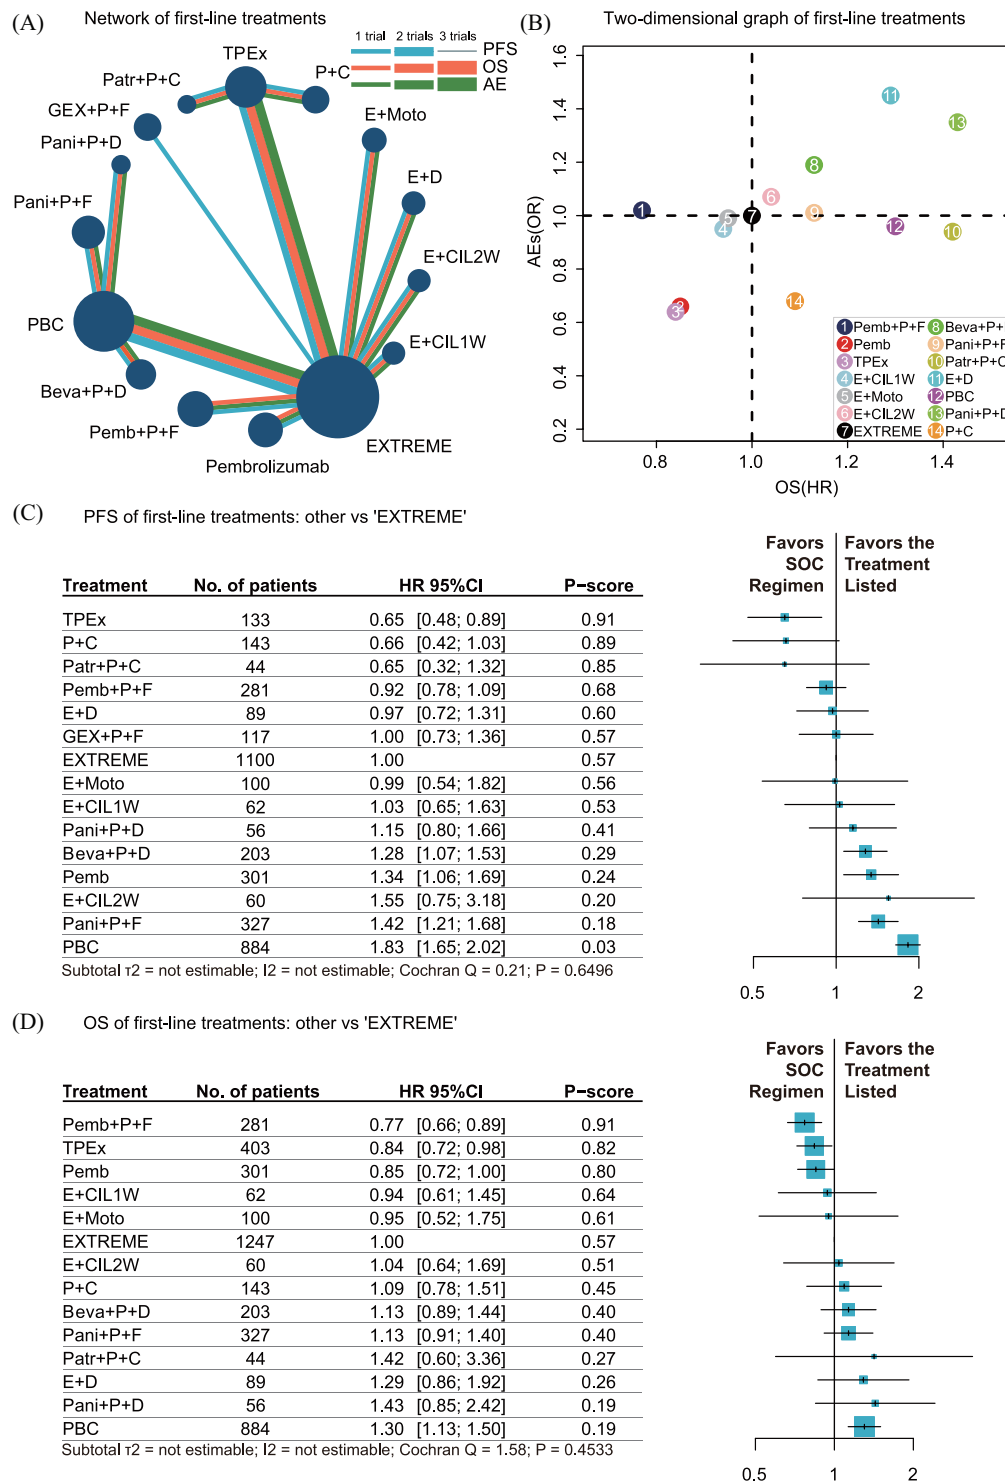 (A) Network of first-line treatments
1 trial 2 trials 3 trials
PFS
OS
AE
TPEx
P+C
Patr+P+C
GEX+P+F
E+Moto
Pani+P+D
E+D
Pani+P+F
E+CIL2W
PBC
E+CIL1W
Beva+P+D
Pemb+P+F
EXTREME
Pembrolizumab
(B) Two-dimensional graph of first-line treatments
AEs(OR)
1.6
1.4
1.2
1.0
0.8
0.6
0.4
0.2
11
13
8
6
1
9
5
7
4
12
10
3
2
14
1 Pemb+P+F 8 Beva+P+
2 Pemb 9 Pani+P+F
3 TPEx 10 Patr+P+C
4 E+CIL1W 11 E+D
5 E+Moto 12 PBC
6 E+CIL2W 13 Pani+P+D
7 EXTREME 14 P+C
0.8 1.0 1.2 1.4
OS(HR)
(C) PFS of first-line treatments: other vs 'EXTREME'
Favors SOC Regimen
Favors the Treatment Listed
Treatment No. of patients HR 95%CI P−score
TPEx 133 0.65 [0.48; 0.89] 0.91
P+C 143 0.66 [0.42; 1.03] 0.89
Patr+P+C 44 0.65 [0.32; 1.32] 0.85
Pemb+P+F 281 0.92 [0.78; 1.09] 0.68
E+D 89 0.97 [0.72; 1.31] 0.60
GEX+P+F 117 1.00 [0.73; 1.36] 0.57
EXTREME 1100 1.00 0.57
E+Moto 100 0.99 [0.54; 1.82] 0.56
E+CIL1W 62 1.03 [0.65; 1.63] 0.53
Pani+P+D 56 1.15 [0.80; 1.66] 0.41
Beva+P+D 203 1.28 [1.07; 1.53] 0.29
Pemb 301 1.34 [1.06; 1.69] 0.24
E+CIL2W 60 1.55 [0.75; 3.18] 0.20
Pani+P+F 327 1.42 [1.21; 1.68] 0.18
PBC 884 1.83 [1.65; 2.02] 0.03
Subtotal τ2 = not estimable; I2 = not estimable; Cochran Q = 0.21; P = 0.6496
0.5 1 2
(D) OS of first-line treatments: other vs 'EXTREME'
Favors SOC Regimen
Favors the Treatment Listed
Treatment No. of patients HR 95%CI P−score
Pemb+P+F 281 0.77 [0.66; 0.89] 0.91
TPEx 403 0.84 [0.72; 0.98] 0.82
Pemb 301 0.85 [0.72; 1.00] 0.80
E+CIL1W 62 0.94 [0.61; 1.45] 0.64
E+Moto 100 0.95 [0.52; 1.75] 0.61
EXTREME 1247 1.00 0.57
E+CIL2W 60 1.04 [0.64; 1.69] 0.51
P+C 143 1.09 [0.78; 1.51] 0.45
Beva+P+D 203 1.13 [0.89; 1.44] 0.40
Pani+P+F 327 1.13 [0.91; 1.40] 0.40
Patr+P+C 44 1.42 [0.60; 3.36] 0.27
E+D 89 1.29 [0.86; 1.92] 0.26
Pani+P+D 56 1.43 [0.85; 2.42] 0.19
PBC 884 1.30 [1.13; 1.50] 0.19
Subtotal τ2 = not estimable; I2 = not estimable; Cochran Q = 1.58; P = 0.4533
0.5 1 2